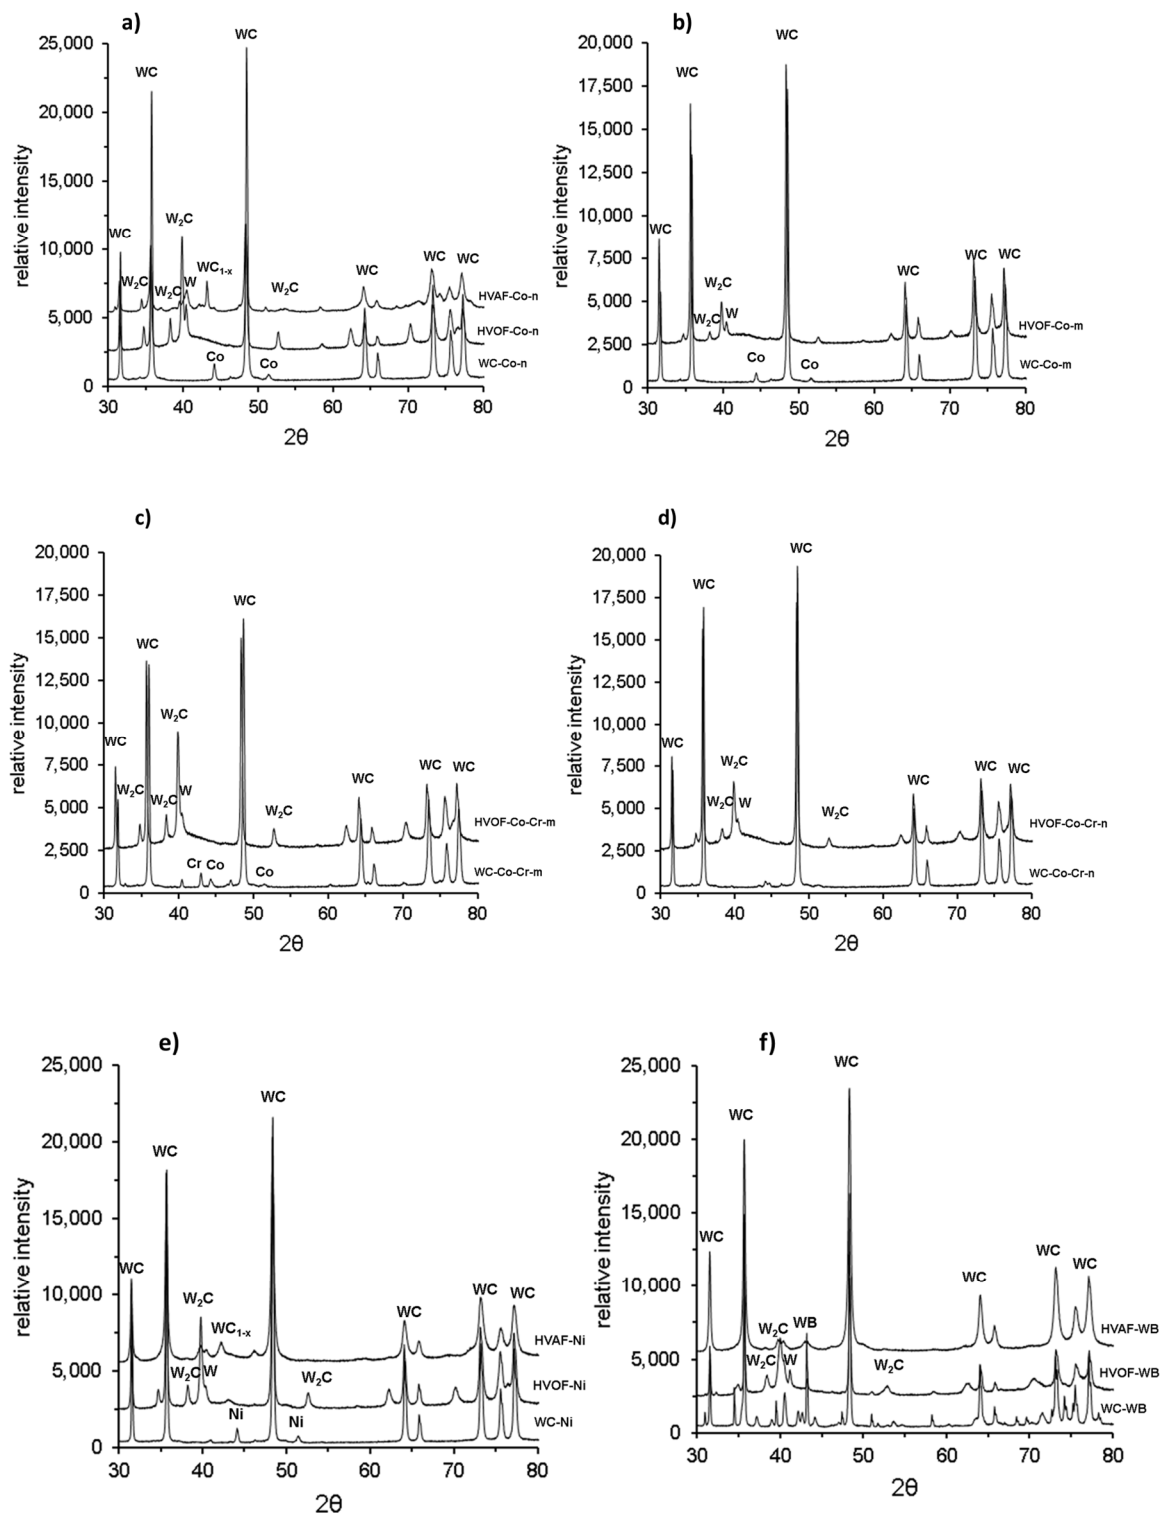 a)
25,000
20,000
15,000
10,000
5,000
0
relative intensity
WC
WC
WC
W2C
W2C
W2C
W
WC1-x
W2C
WC
WC
WC
Co
Co
HVAF-Co-n
HVOF-Co-n
WC-Co-n
30 40 50 60 70 80
2θ
b)
20,000
17,500
15,000
12,500
10,000
7,500
5,000
2,500
0
relative intensity
WC
WC
WC
W2C
W2C
W
WC
WC
WC
Co
Co
HVOF-Co-m
WC-Co-m
30 40 50 60 70 80
2θ
c)
20,000
17,500
15,000
12,500
10,000
7,500
5,000
2,500
0
relative intensity
WC
WC
WC
W2C
W2C
W2C
W
W2C
WC
WC
WC
Cr
Co
Co
HVOF-Co-Cr-m
WC-Co-Cr-m
30 40 50 60 70 80
2θ
d)
20,000
17,500
15,000
12,500
10,000
7,500
5,000
2,500
0
relative intensity
WC
WC
WC
W2C
W2C
W
W2C
WC
WC
WC
HVOF-Co-Cr-n
WC-Co-Cr-n
30 40 50 60 70 80
2θ
e)
25,000
20,000
15,000
10,000
5,000
0
relative intensity
WC
WC
WC
W2C
WC1-x
W2C
W
W2C
WC
WC
WC
Ni
Ni
HVAF-Ni
HVOF-Ni
WC-Ni
30 40 50 60 70 80
2θ
f)
25,000
20,000
15,000
10,000
5,000
0
relative intensity
WC
WC
WC
W2C
WB
W2C
W
W2C
WC
WC
WC
HVAF-WB
HVOF-WB
WC-WB
30 40 50 60 70 80
2θ